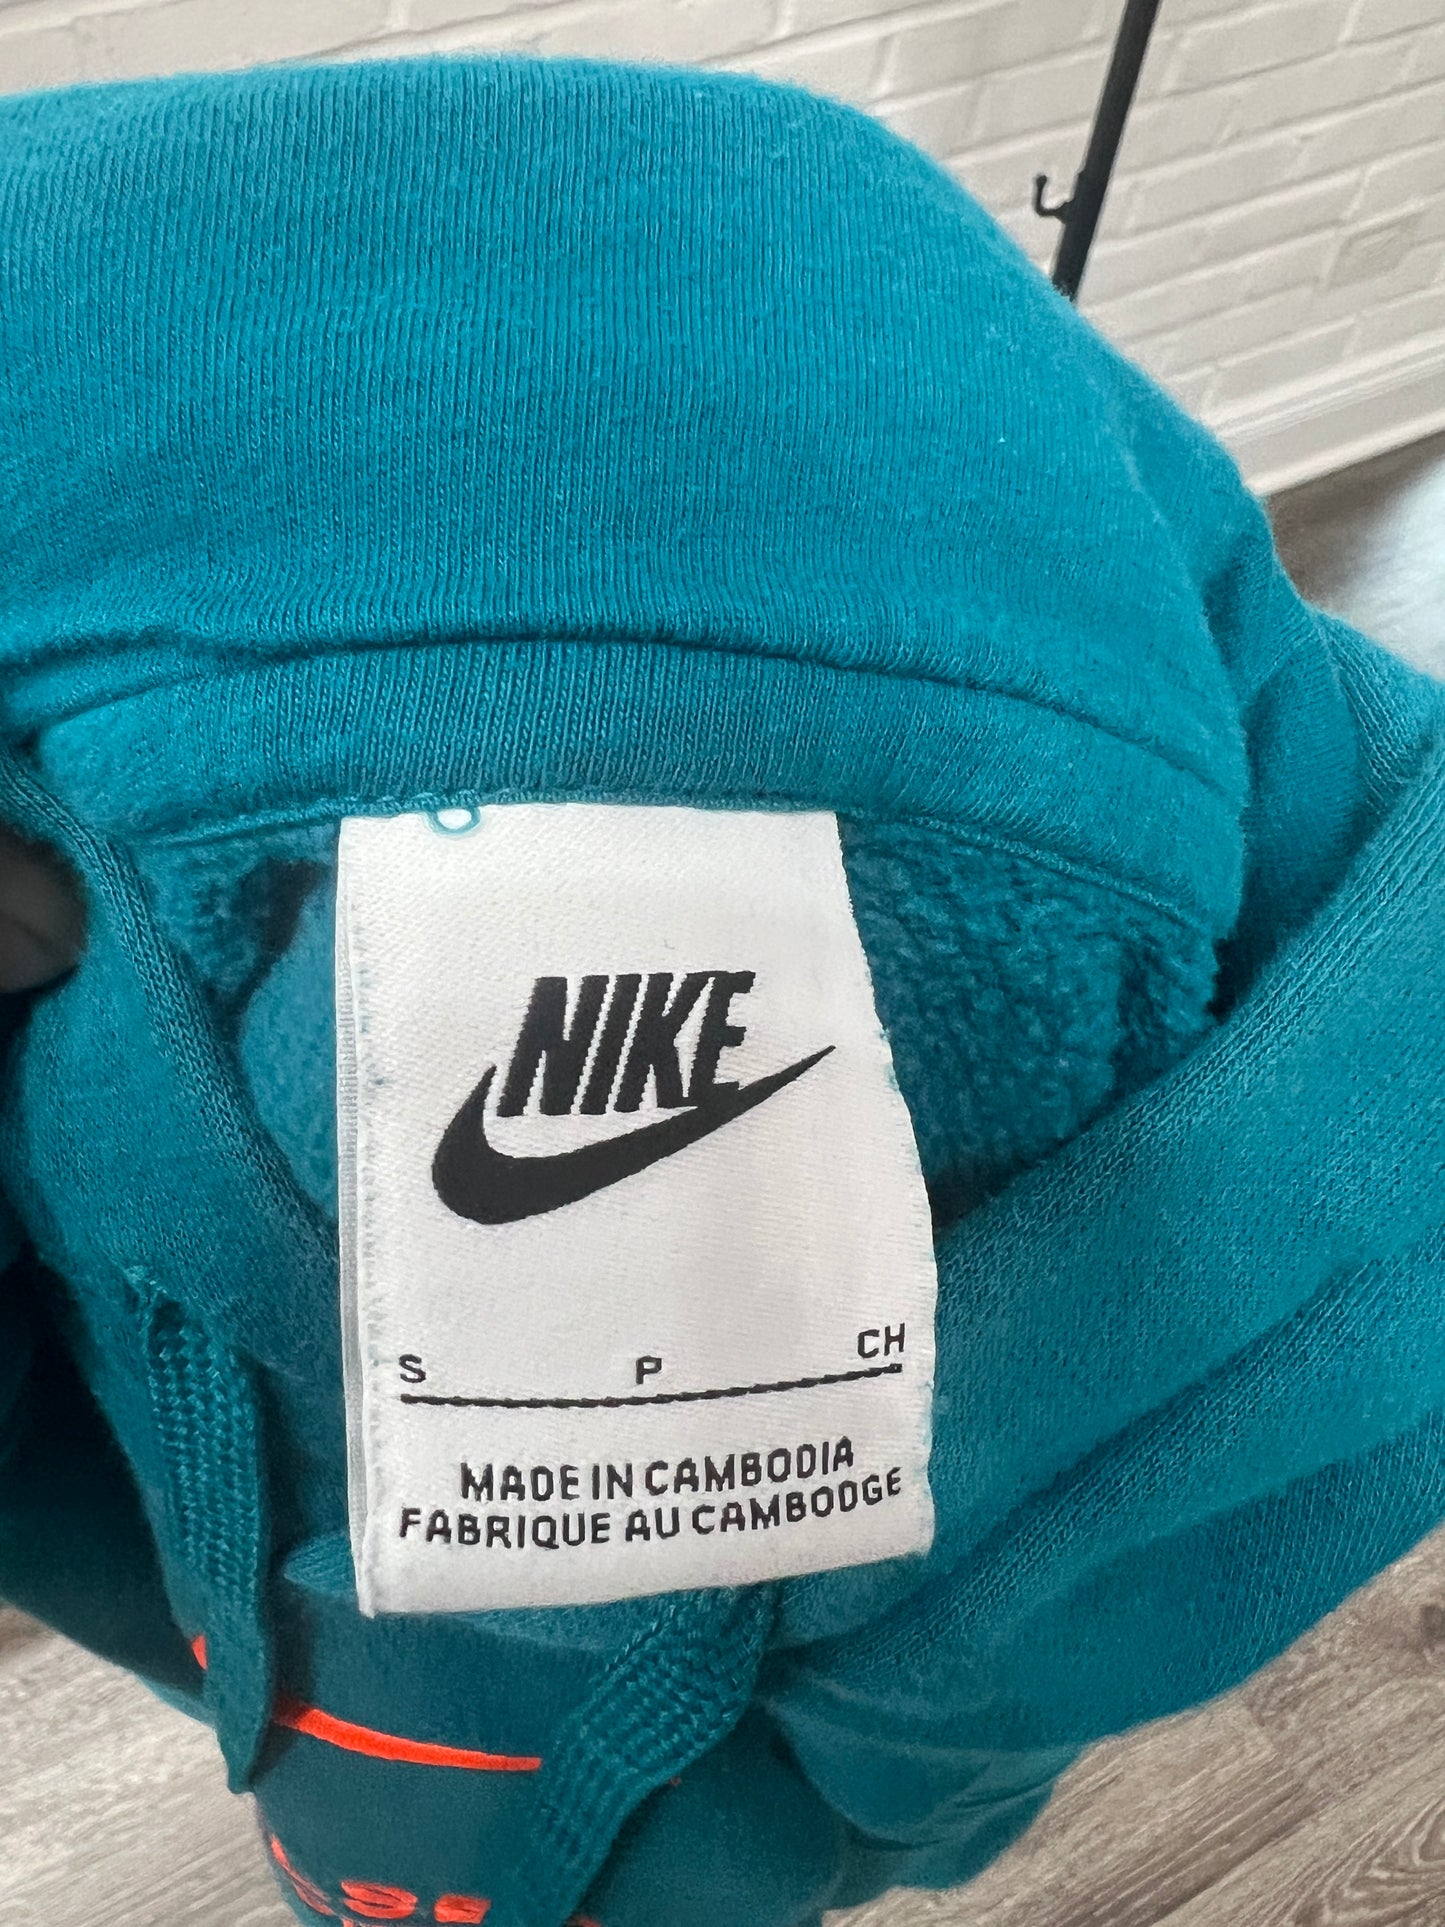 NIKE
S P CH
MADE IN CAMBODIA
FABRIQUE AU CAMBODGE